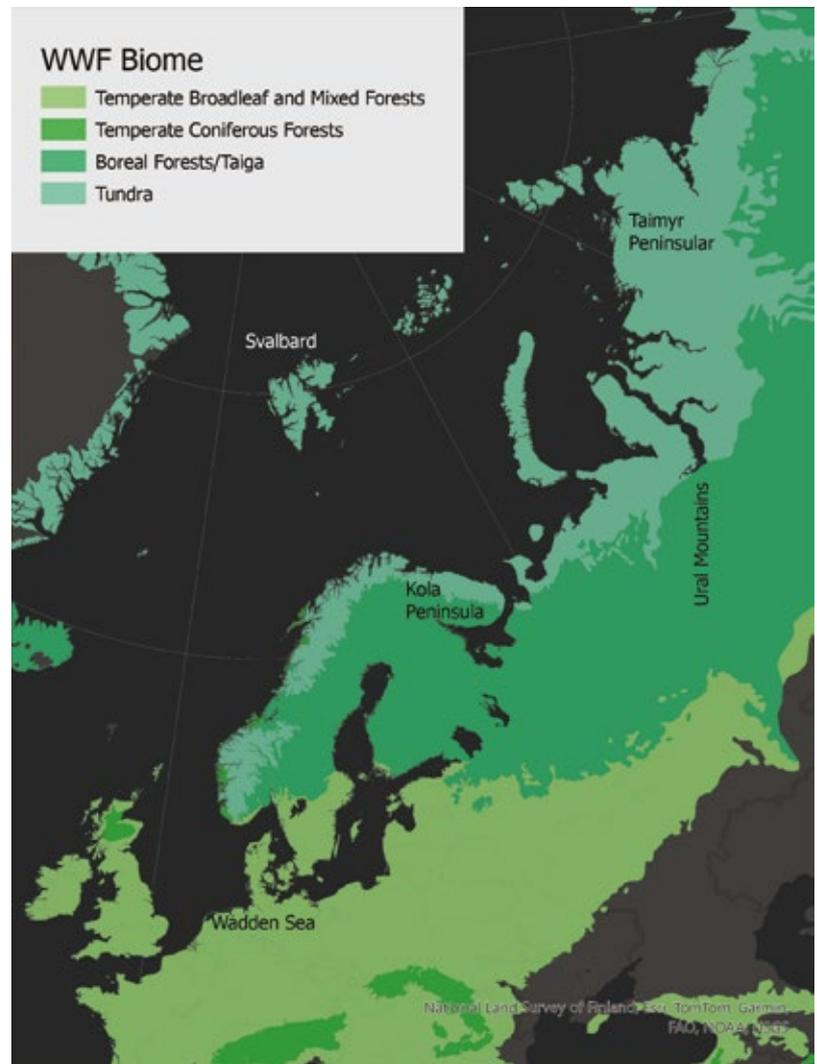 WWF Biome
Temperate Broadleaf and Mixed Forests
Temperate Coniferous Forests
Boreal Forests/Taiga
Tundra
Taimyr
Peninsular
Svalbard
Ural Mountains
Kola
Peninsula
Wadden Sea
National Land Survey of Finland, Esri, TomTom, Garmin,
FAO, NOAA, USGS